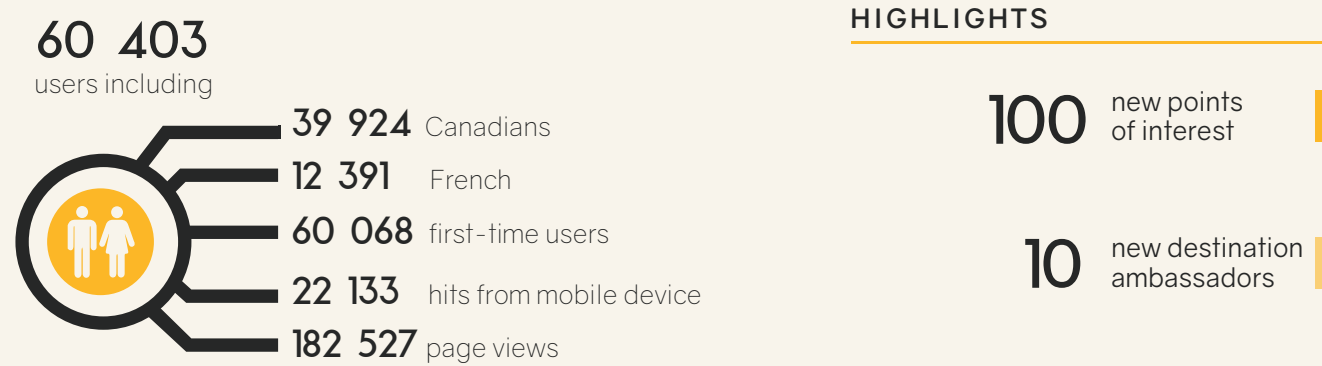 60 403
users including
39 924 Canadians
12 391 French
60 068 first-time users
22 133 hits from mobile device
182 527 page views
HIGHLIGHTS
100 new points
of interest
10 new destination
ambassadors